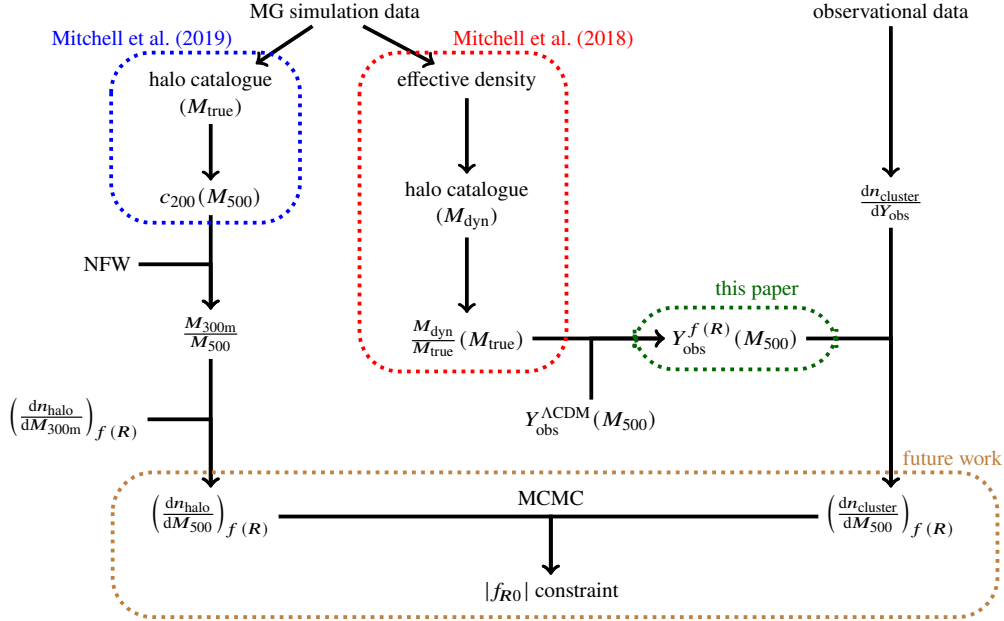 MG simulation data
observational data
Mitchell et al. (2019)
Mitchell et al. (2018)
halo catalogue
(M_true)
effective density
c_200(M_500)
halo catalogue
(M_dyn)
dn_cluster/dY_obs
NFW
this paper
M_300m/M_500
M_dyn/M_true (M_true)
Y_obs^f(R)(M_500)
(dn_halo/dM_300m)_f(R)
Y_obs^ΛCDM(M_500)
future work
(dn_halo/dM_500)_f(R)
MCMC
(dn_cluster/dM_500)_f(R)
|f_R0| constraint